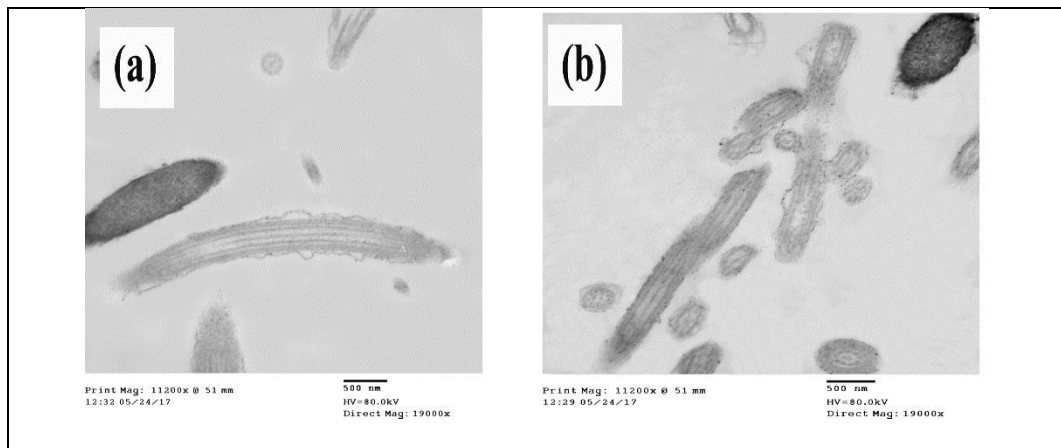 (a)
(b)
Print Mag: 11200x @ 51 mm
12:32 05/24/17
500 nm
HV=80.0kV
Direct Mag: 19000x
Print Mag: 11200x @ 51 mm
12:29 05/24/17
500 nm
HV=80.0kV
Direct Mag: 19000x